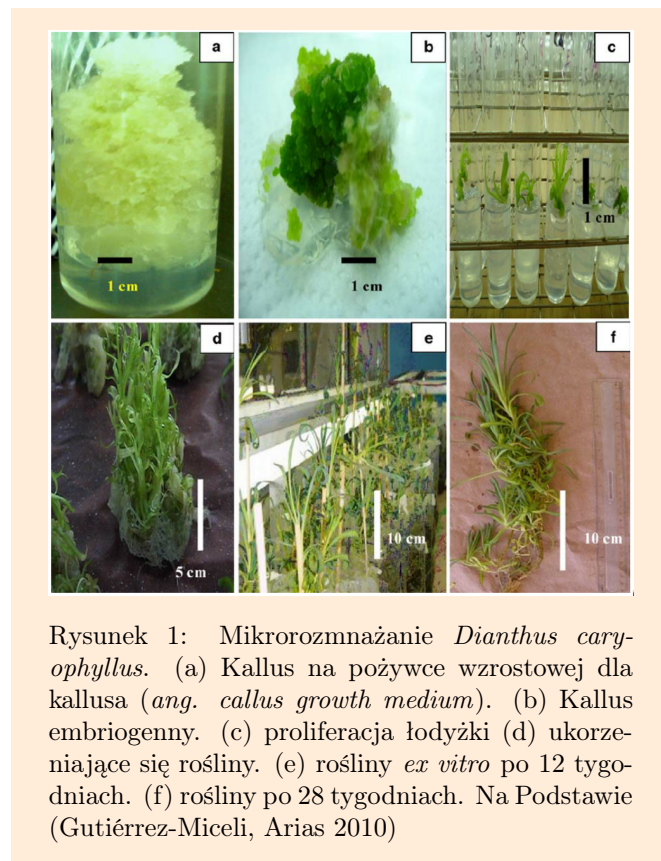 a
b
c
1 cm
1 cm
1 cm
d
e
f
5 cm
10 cm
10 cm
Rysunek 1: Mikrorozmnażanie Dianthus cary-
ophyllus. (a) Kallus na pożywce wzrostowej dla
kallusa (ang. callus growth medium). (b) Kallus
embriogenny. (c) proliferacja łodyżki (d) ukorze-
niające się rośliny. (e) rośliny ex vitro po 12 tygo-
dniach. (f) rośliny po 28 tygodniach. Na Podstawie
(Gutiérrez-Miceli, Arias 2010)